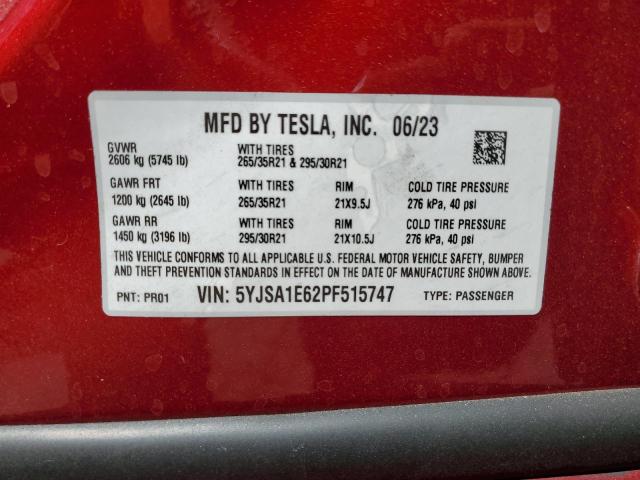 MFD BY TESLA, INC. 06/23
GVWR WITH TIRES
2606 kg (5745 lb) 265/35R21 & 295/30R21
GAWR FRT WITH TIRES RIM COLD TIRE PRESSURE
1200 kg (2645 lb) 265/35R21 21X9.5J 276 kPa, 40 psi
GAWR RR WITH TIRES RIM COLD TIRE PRESSURE
1450 kg (3196 lb) 295/30R21 21X10.5J 276 kPa, 40 psi
THIS VEHICLE CONFORMS TO ALL APPLICABLE U.S. FEDERAL MOTOR VEHICLE SAFETY, BUMPER
AND THEFT PREVENTION STANDARDS IN EFFECT ON THE DATE OF MANUFACTURE SHOWN ABOVE.
PNT: PR01 VIN: 5YJSA1E62PF515747 TYPE: PASSENGER